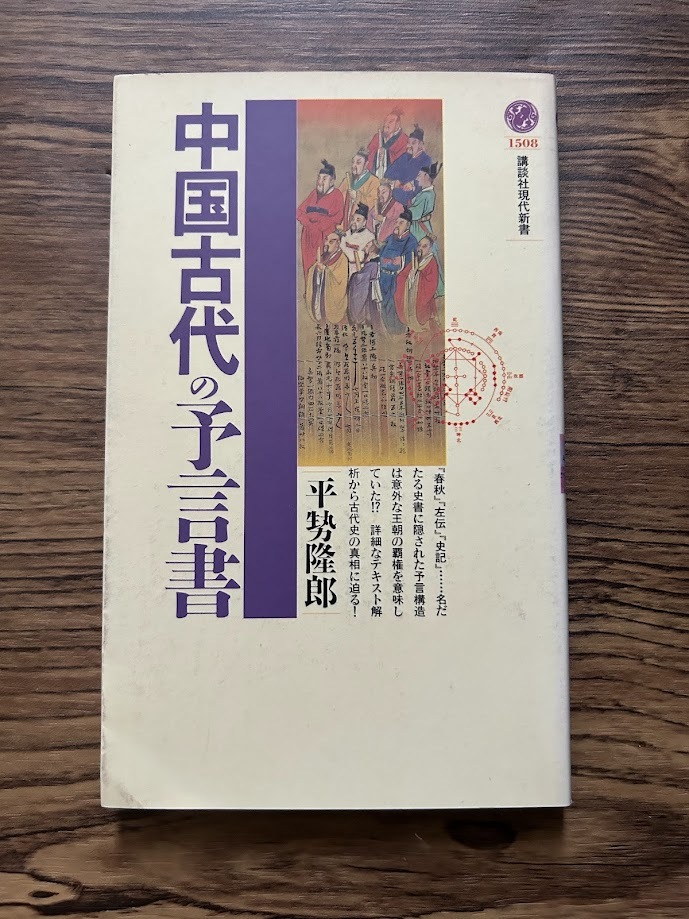 1508
講談社現代新書
中国古代の予言書
平㔟隆郎
『春秋』『左伝』『史記』……名だ
たる史書に隠された予言構造
は意外な王朝の覇権を意味し
ていた!? 詳細なテキスト解
析から古代史の真相に迫る!